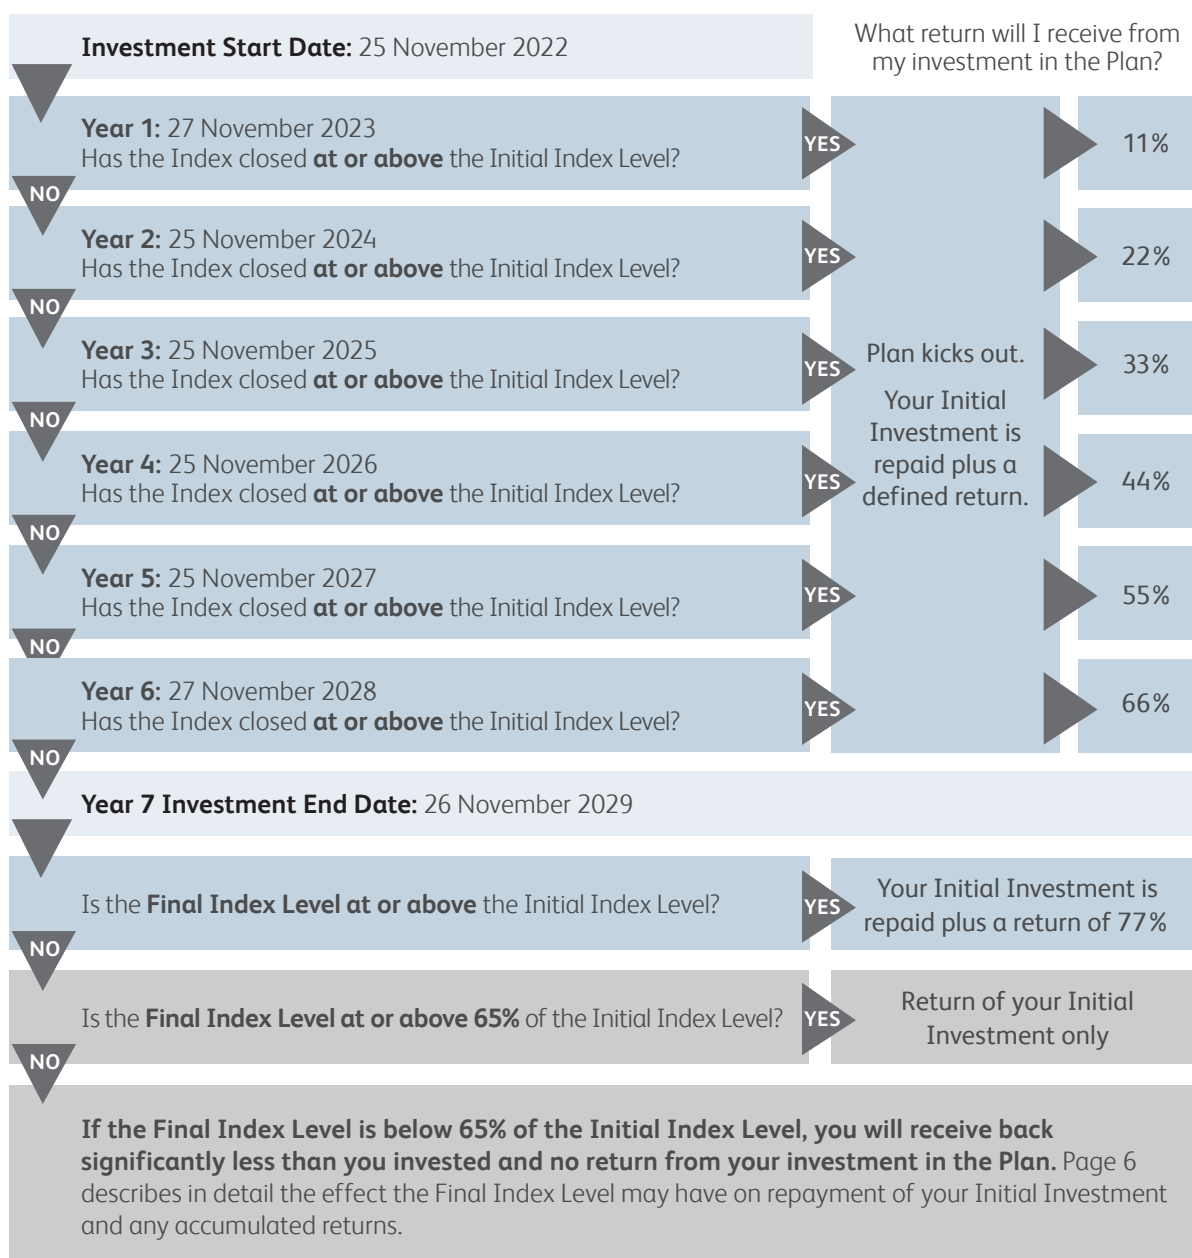 Investment Start Date: 25 November 2022
What return will I receive from
my investment in the Plan?
Year 1: 27 November 2023
Has the Index closed at or above the Initial Index Level?
YES
11%
NO
Year 2: 25 November 2024
Has the Index closed at or above the Initial Index Level?
YES
22%
NO
Year 3: 25 November 2025
Has the Index closed at or above the Initial Index Level?
YES
Plan kicks out.
Your Initial
Investment is
repaid plus a
defined return.
33%
NO
Year 4: 25 November 2026
Has the Index closed at or above the Initial Index Level?
YES
44%
NO
Year 5: 25 November 2027
Has the Index closed at or above the Initial Index Level?
YES
55%
NO
Year 6: 27 November 2028
Has the Index closed at or above the Initial Index Level?
YES
66%
NO
Year 7 Investment End Date: 26 November 2029
Is the Final Index Level at or above the Initial Index Level?
YES
Your Initial Investment is
repaid plus a return of 77%
NO
Is the Final Index Level at or above 65% of the Initial Index Level?
YES
Return of your Initial
Investment only
NO
If the Final Index Level is below 65% of the Initial Index Level, you will receive back
significantly less than you invested and no return from your investment in the Plan. Page 6
describes in detail the effect the Final Index Level may have on repayment of your Initial Investment
and any accumulated returns.